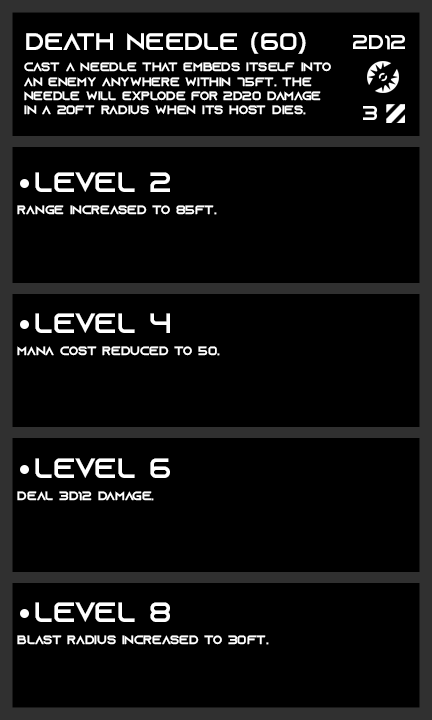 DEATH NEEDLE (60)
2D12
CAST A NEEDLE THAT EMBEDS ITSELF INTO
AN ENEMY ANYWHERE WITHIN 75FT. THE
NEEDLE WILL EXPLODE FOR 2D20 DAMAGE
IN A 20FT RADIUS WHEN ITS HOST DIES.
3
•LEVEL 2
RANGE INCREASED TO 85FT.
•LEVEL 4
MANA COST REDUCED TO 50.
•LEVEL 6
DEAL 3D12 DAMAGE.
•LEVEL 8
BLAST RADIUS INCREASED TO 30FT.